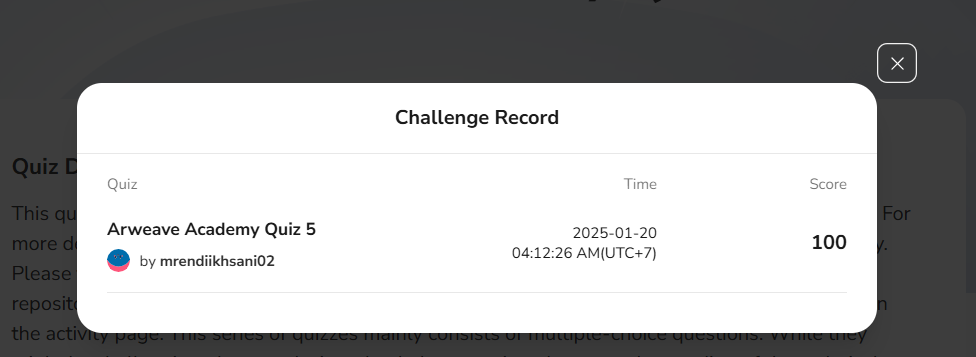 Challenge Record
Quiz Time Score
Arweave Academy Quiz 5
by mrendiikhsani02
2025-01-20
04:12:26 AM(UTC+7)
100
Quiz D
This qu For
more de y.
Please
reposito n
the activity page. This series of quizzes mainly consists of multiple-choice questions. While they